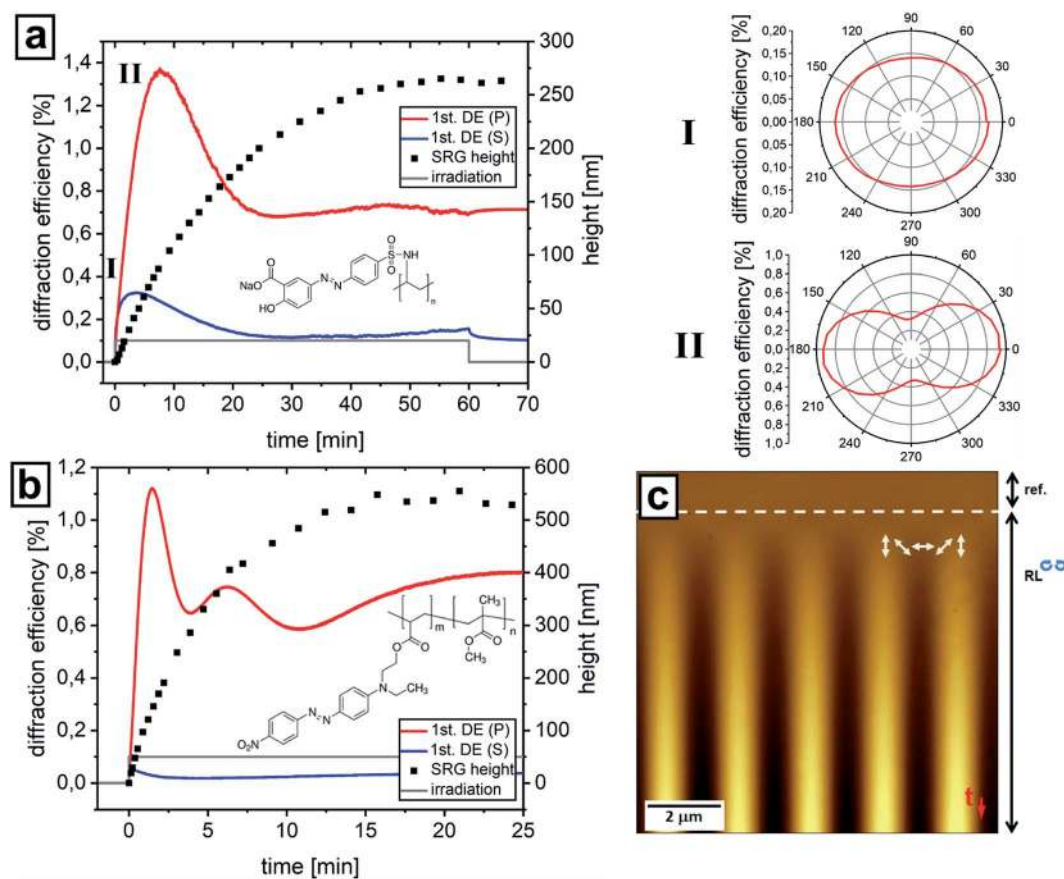 a
diffraction efficiency [%]
1,4
1,2
1,0
0,8
0,6
0,4
0,2
0,0
I
II
1st. DE (P)
1st. DE (S)
SRG height
irradiation
300
250
200
150
100
50
0
height [nm]
NaO
O
HO
N
N
O
S
O
NH
n
0
10
20
30
40
50
60
70
time [min]
I
diffraction efficiency [%]
0,20
0,15
0,10
0,05
0,00
0,05
0,10
0,15
0,20
90
60
30
0
330
300
270
240
210
180
150
120
II
diffraction efficiency [%]
1,0
0,8
0,6
0,4
0,2
0,0
0,2
0,4
0,6
0,8
1,0
90
60
30
0
330
300
270
240
210
180
150
120
b
diffraction efficiency [%]
1,2
1,0
0,8
0,6
0,4
0,2
0,0
600
500
400
300
200
100
0
height [nm]
m
CH₃
n
O
O
O
O
CH₃
N
CH₃
N
N
O₂N
1st. DE (P)
1st. DE (S)
SRG height
irradiation
0
5
10
15
20
25
time [min]
c
ref.
RL
t
2 µm